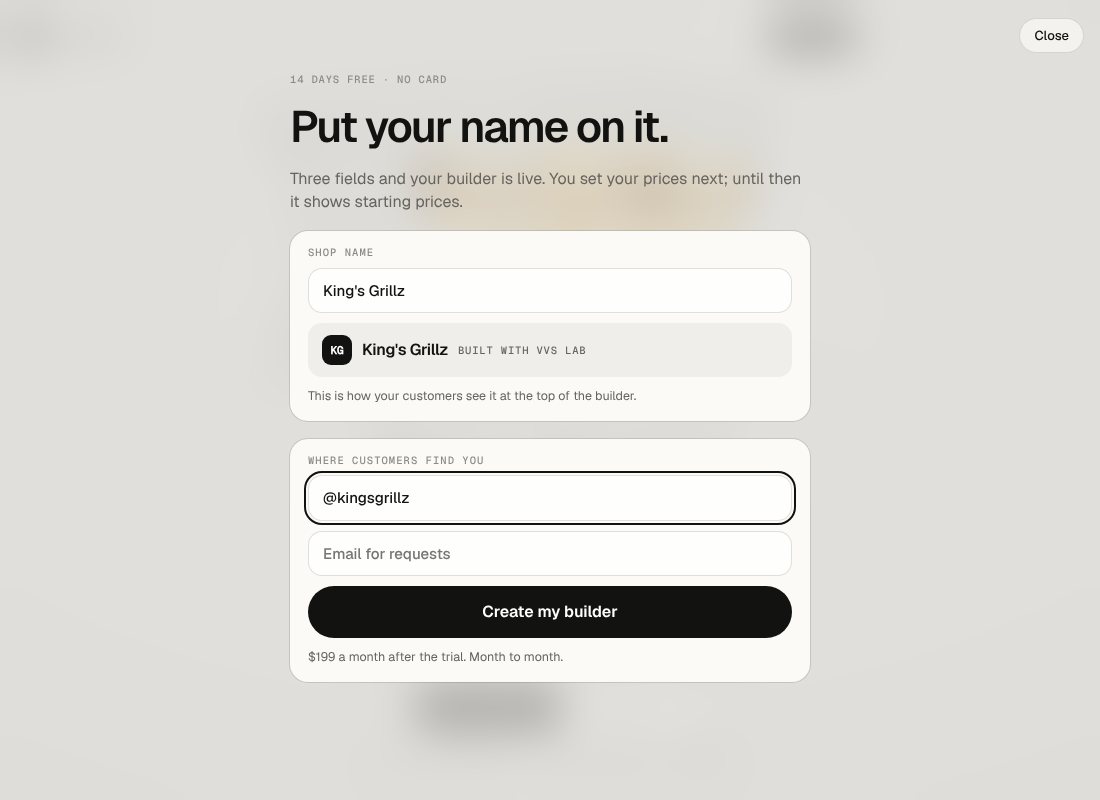 Close
14 DAYS FREE · NO CARD
Put your name on it.
Three fields and your builder is live. You set your prices next; until then
it shows starting prices.
SHOP NAME
King's Grillz
KG King's Grillz BUILT WITH VVS LAB
This is how your customers see it at the top of the builder.
WHERE CUSTOMERS FIND YOU
@kingsgrillz
Email for requests
Create my builder
$199 a month after the trial. Month to month.